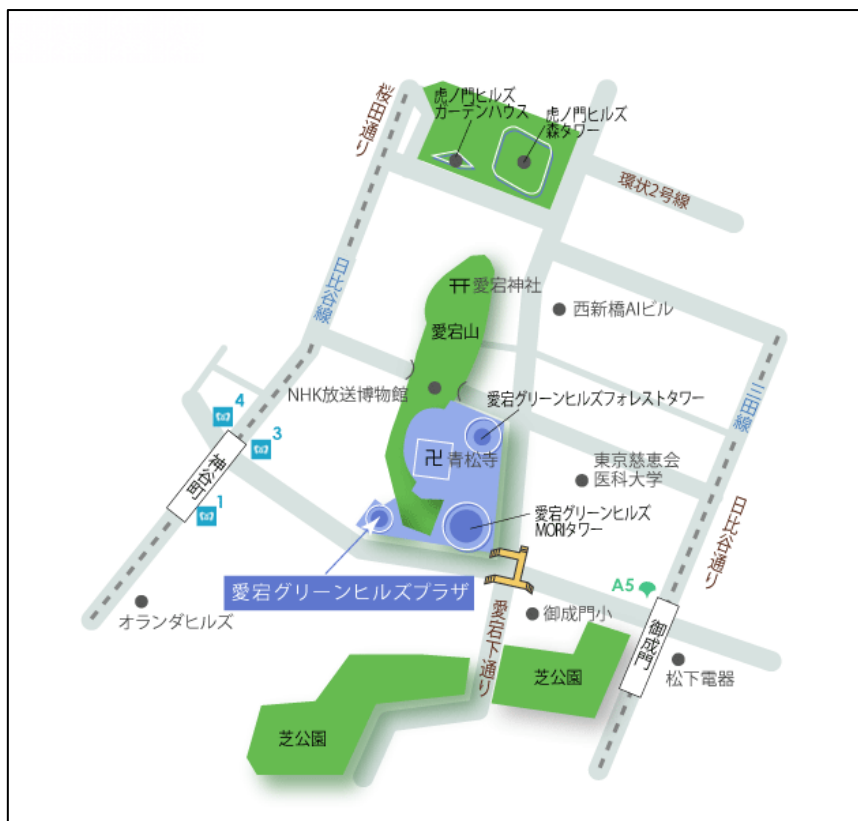 桜田通り
虎ノ門ヒルズ
ガーデンハウス
虎ノ門ヒルズ
森タワー
環状2号線
日比谷線
愛宕神社
西新橋AIビル
愛宕山
NHK放送博物館
愛宕グリーンヒルズフォレストタワー
三田線
4
3
神谷町
1
卍青松寺
東京慈恵会
医科大学
愛宕グリーンヒルズ
MORIタワー
日比谷通り
愛宕グリーンヒルズプラザ
A5
オランダヒルズ
愛宕下通り
御成門小
御成門
松下電器
芝公園
芝公園